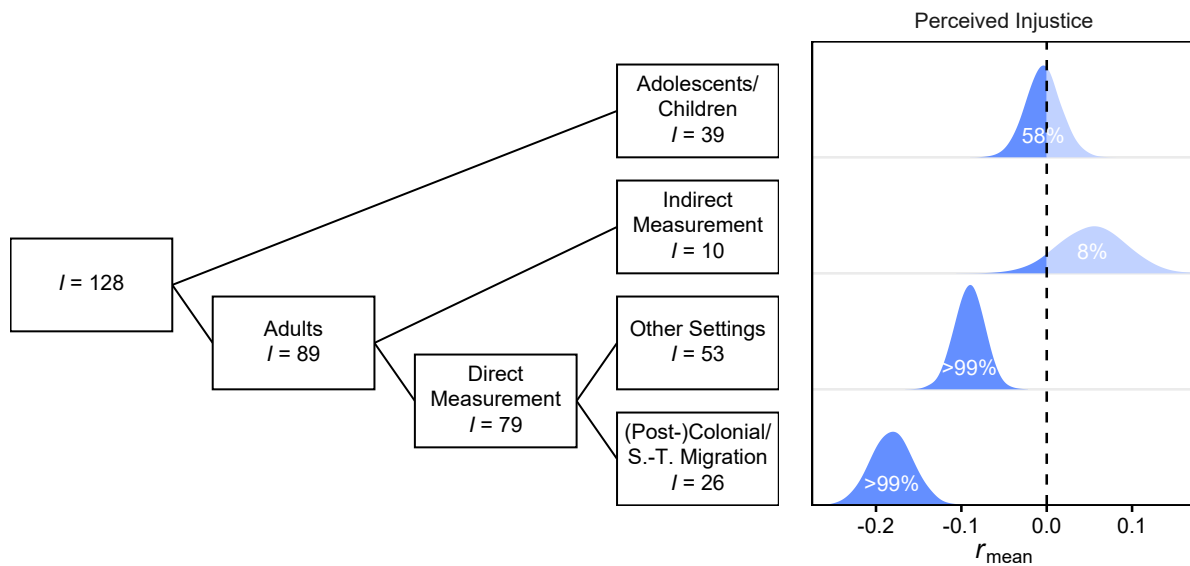 Perceived Injustice
Adolescents/
Children
I = 39
58%
Indirect
Measurement
I = 10
8%
I = 128
Adults
I = 89
Other Settings
I = 53
>99%
Direct
Measurement
I = 79
(Post-)Colonial/
S.-T. Migration
I = 26
>99%
-0.2 -0.1 0.0 0.1
rmean